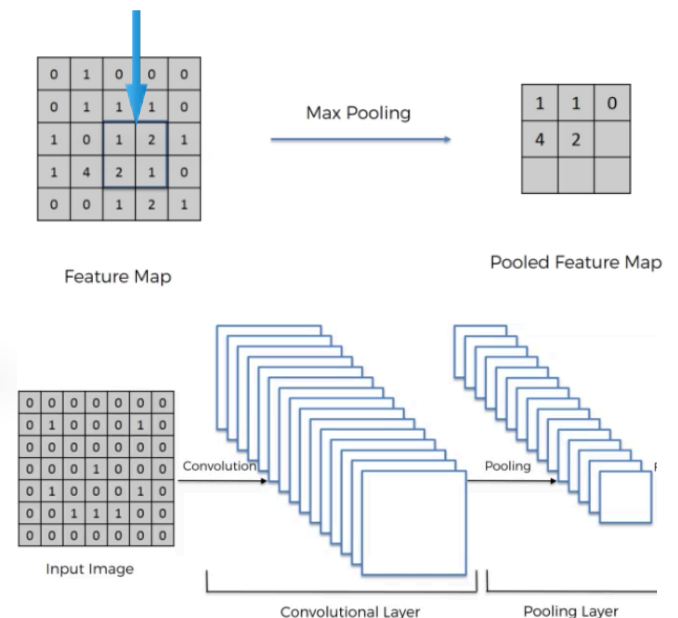 0 1 0 0 0
0 1 1 1 0
1 0 1 2 1
1 4 2 1 0
0 0 1 2 1
Feature Map
Max Pooling
1 1 0
4 2
Pooled Feature Map
0 0 0 0 0 0 0
0 1 0 0 0 1 0
0 0 0 0 0 0 0
0 0 0 1 0 0 0
0 1 0 0 0 1 0
0 0 1 1 1 0 0
0 0 0 0 0 0 0
Input Image
Convolution
Pooling
Convolutional Layer
Pooling Layer